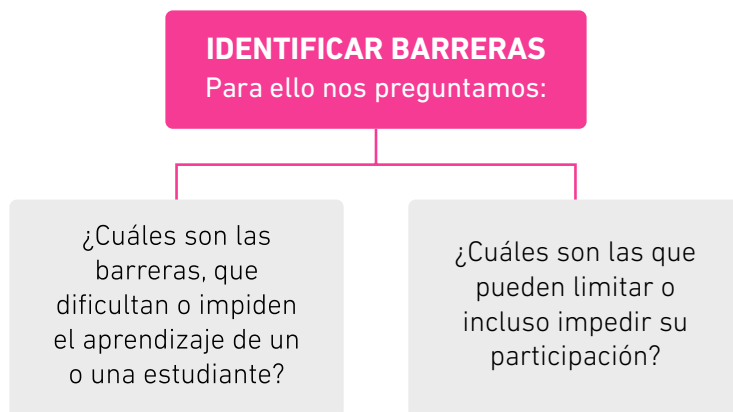 IDENTIFICAR BARRERAS
Para ello nos preguntamos:
¿Cuáles son las
barreras, que
dificultan o impiden
el aprendizaje de un
o una estudiante?
¿Cuáles son las que
pueden limitar o
incluso impedir su
participación?